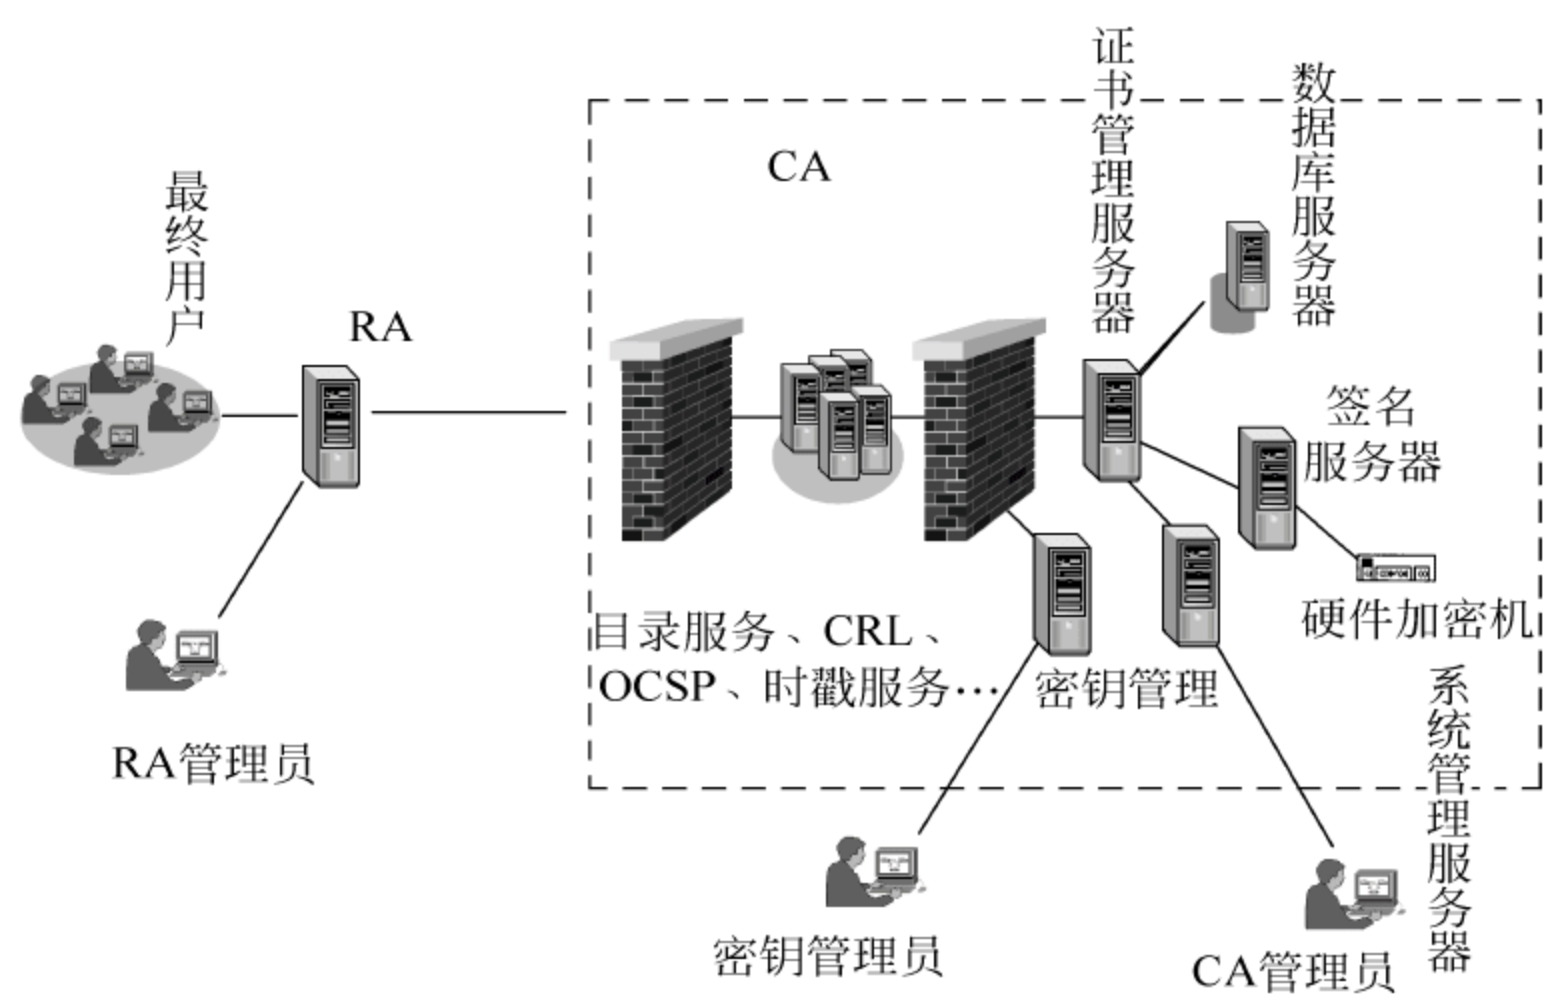 证书管理服务器
数据库服务器
CA
最终用户
RA
签名
服务器
硬件加密机
目录服务、CRL、
OCSP、时戳服务…
密钥管理
系统管理服务器
RA管理员
密钥管理员
CA管理员